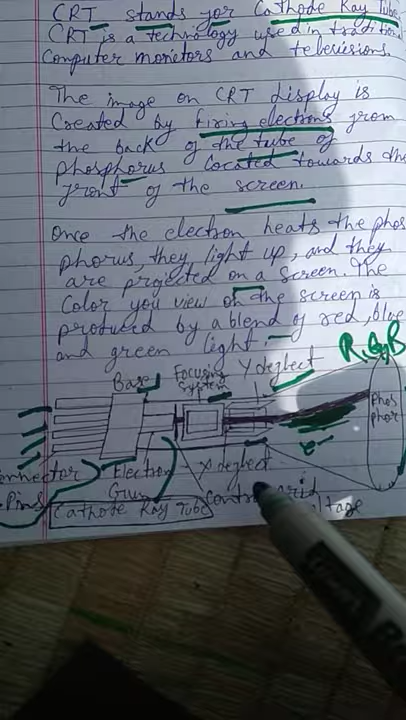 CRT stands for Cathode Ray Tube
CRT is a technology used in tradition
Computer monitors and televisions.
The image on CRT display is
created by firing electrons from
the back of the tube of
phosphorus located towards the
front of the screen.
Once the electron heats the phos
phorus, they light up, and they
are projected on a screen. The
color you view on the screen is
produced by a blend of red, blue
and green light.
R, G, B
Y deflect
Focusing
System
Base
Phos
phor
e-
X deflect
onnector
Pins
Electron
Gun
Control grid
ltage
Cathode Ray Tube